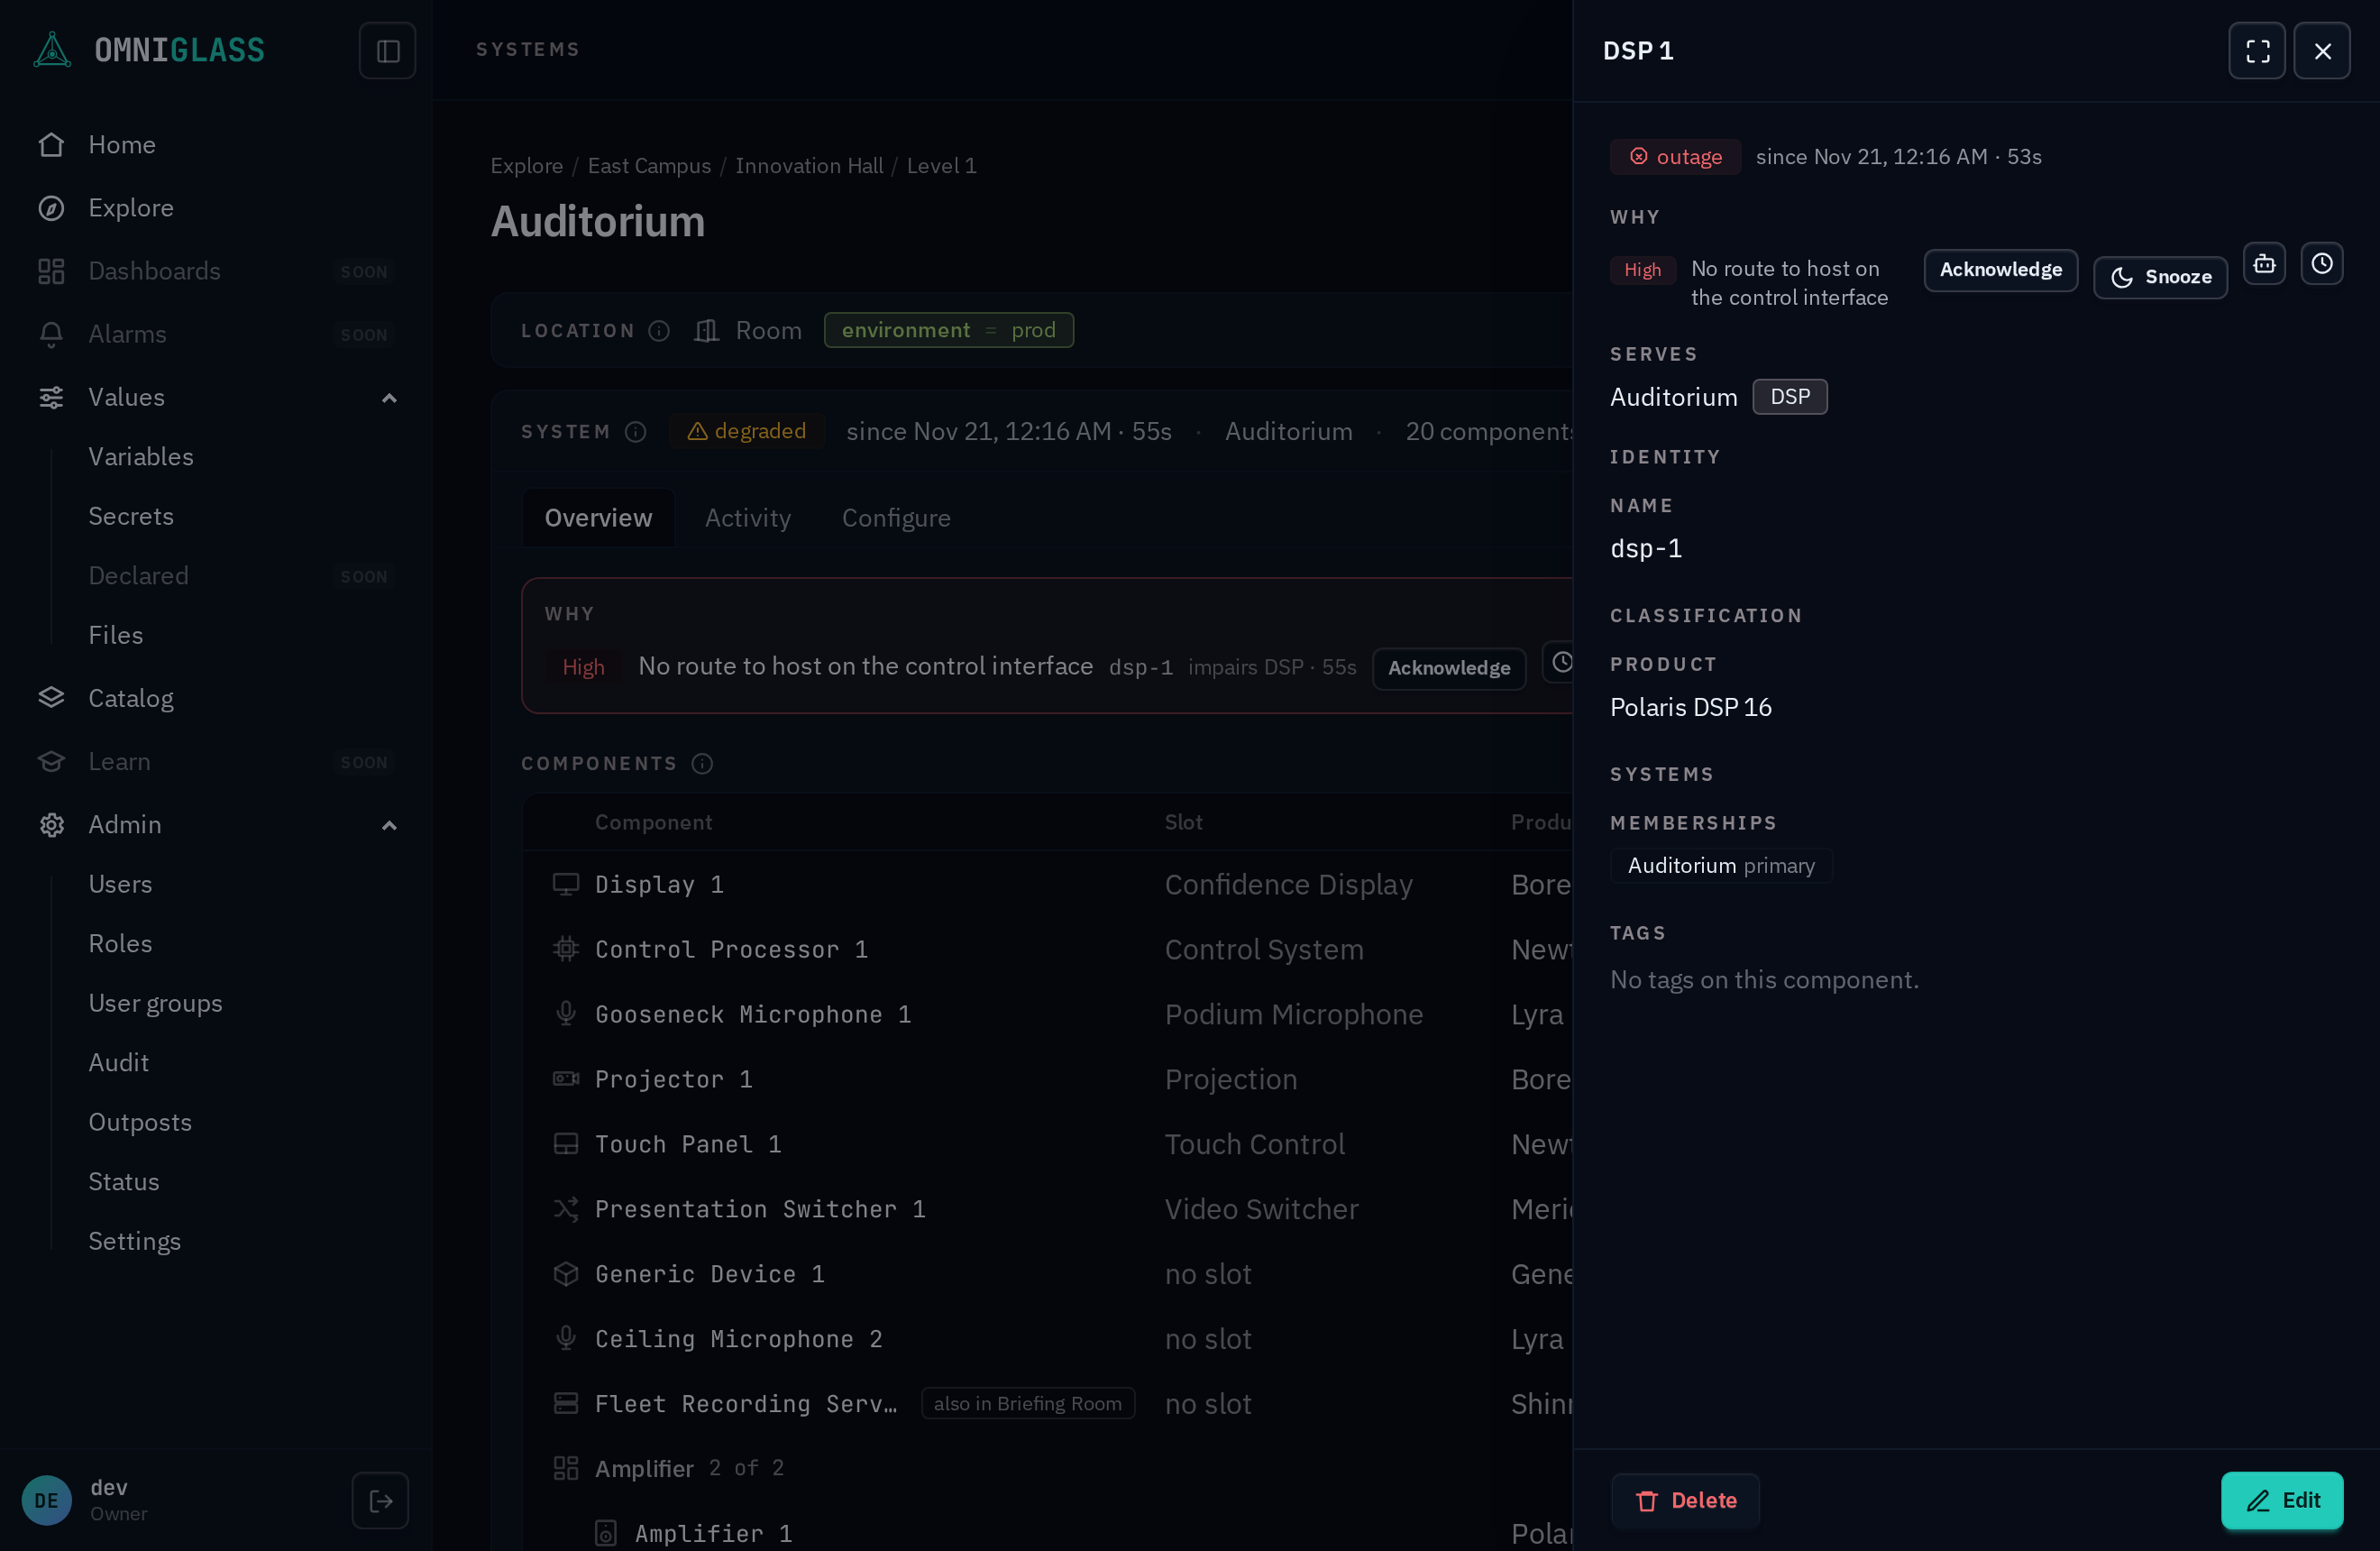 OMNIGLASS
Home
Explore
Dashboards SOON
Alarms SOON
Values
Variables
Secrets
Declared SOON
Files
Catalog
Learn SOON
Admin
Users
Roles
User groups
Audit
Outposts
Status
Settings
DE dev
Owner
SYSTEMS
Explore / East Campus / Innovation Hall / Level 1
Auditorium
LOCATION Room environment = prod
SYSTEM degraded since Nov 21, 12:16 AM · 55s · Auditorium · 20 components
Overview Activity Configure
WHY
High No route to host on the control interface dsp-1 impairs DSP · 55s Acknowledge
COMPONENTS
Component Slot
Display 1 Confidence Display
Control Processor 1 Control System
Gooseneck Microphone 1 Podium Microphone Lyra
Projector 1 Projection
Touch Panel 1 Touch Control
Presentation Switcher 1 Video Switcher
Generic Device 1 no slot
Ceiling Microphone 2 no slot Lyra
Fleet Recording Serv… also in Briefing Room no slot
Amplifier 2 of 2
Amplifier 1
DSP 1
outage since Nov 21, 12:16 AM · 53s
WHY
High No route to host on Acknowledge Snooze
the control interface
SERVES
Auditorium DSP
IDENTITY
NAME
dsp-1
CLASSIFICATION
PRODUCT
Polaris DSP 16
SYSTEMS
MEMBERSHIPS
Auditorium primary
TAGS
No tags on this component.
Delete Edit